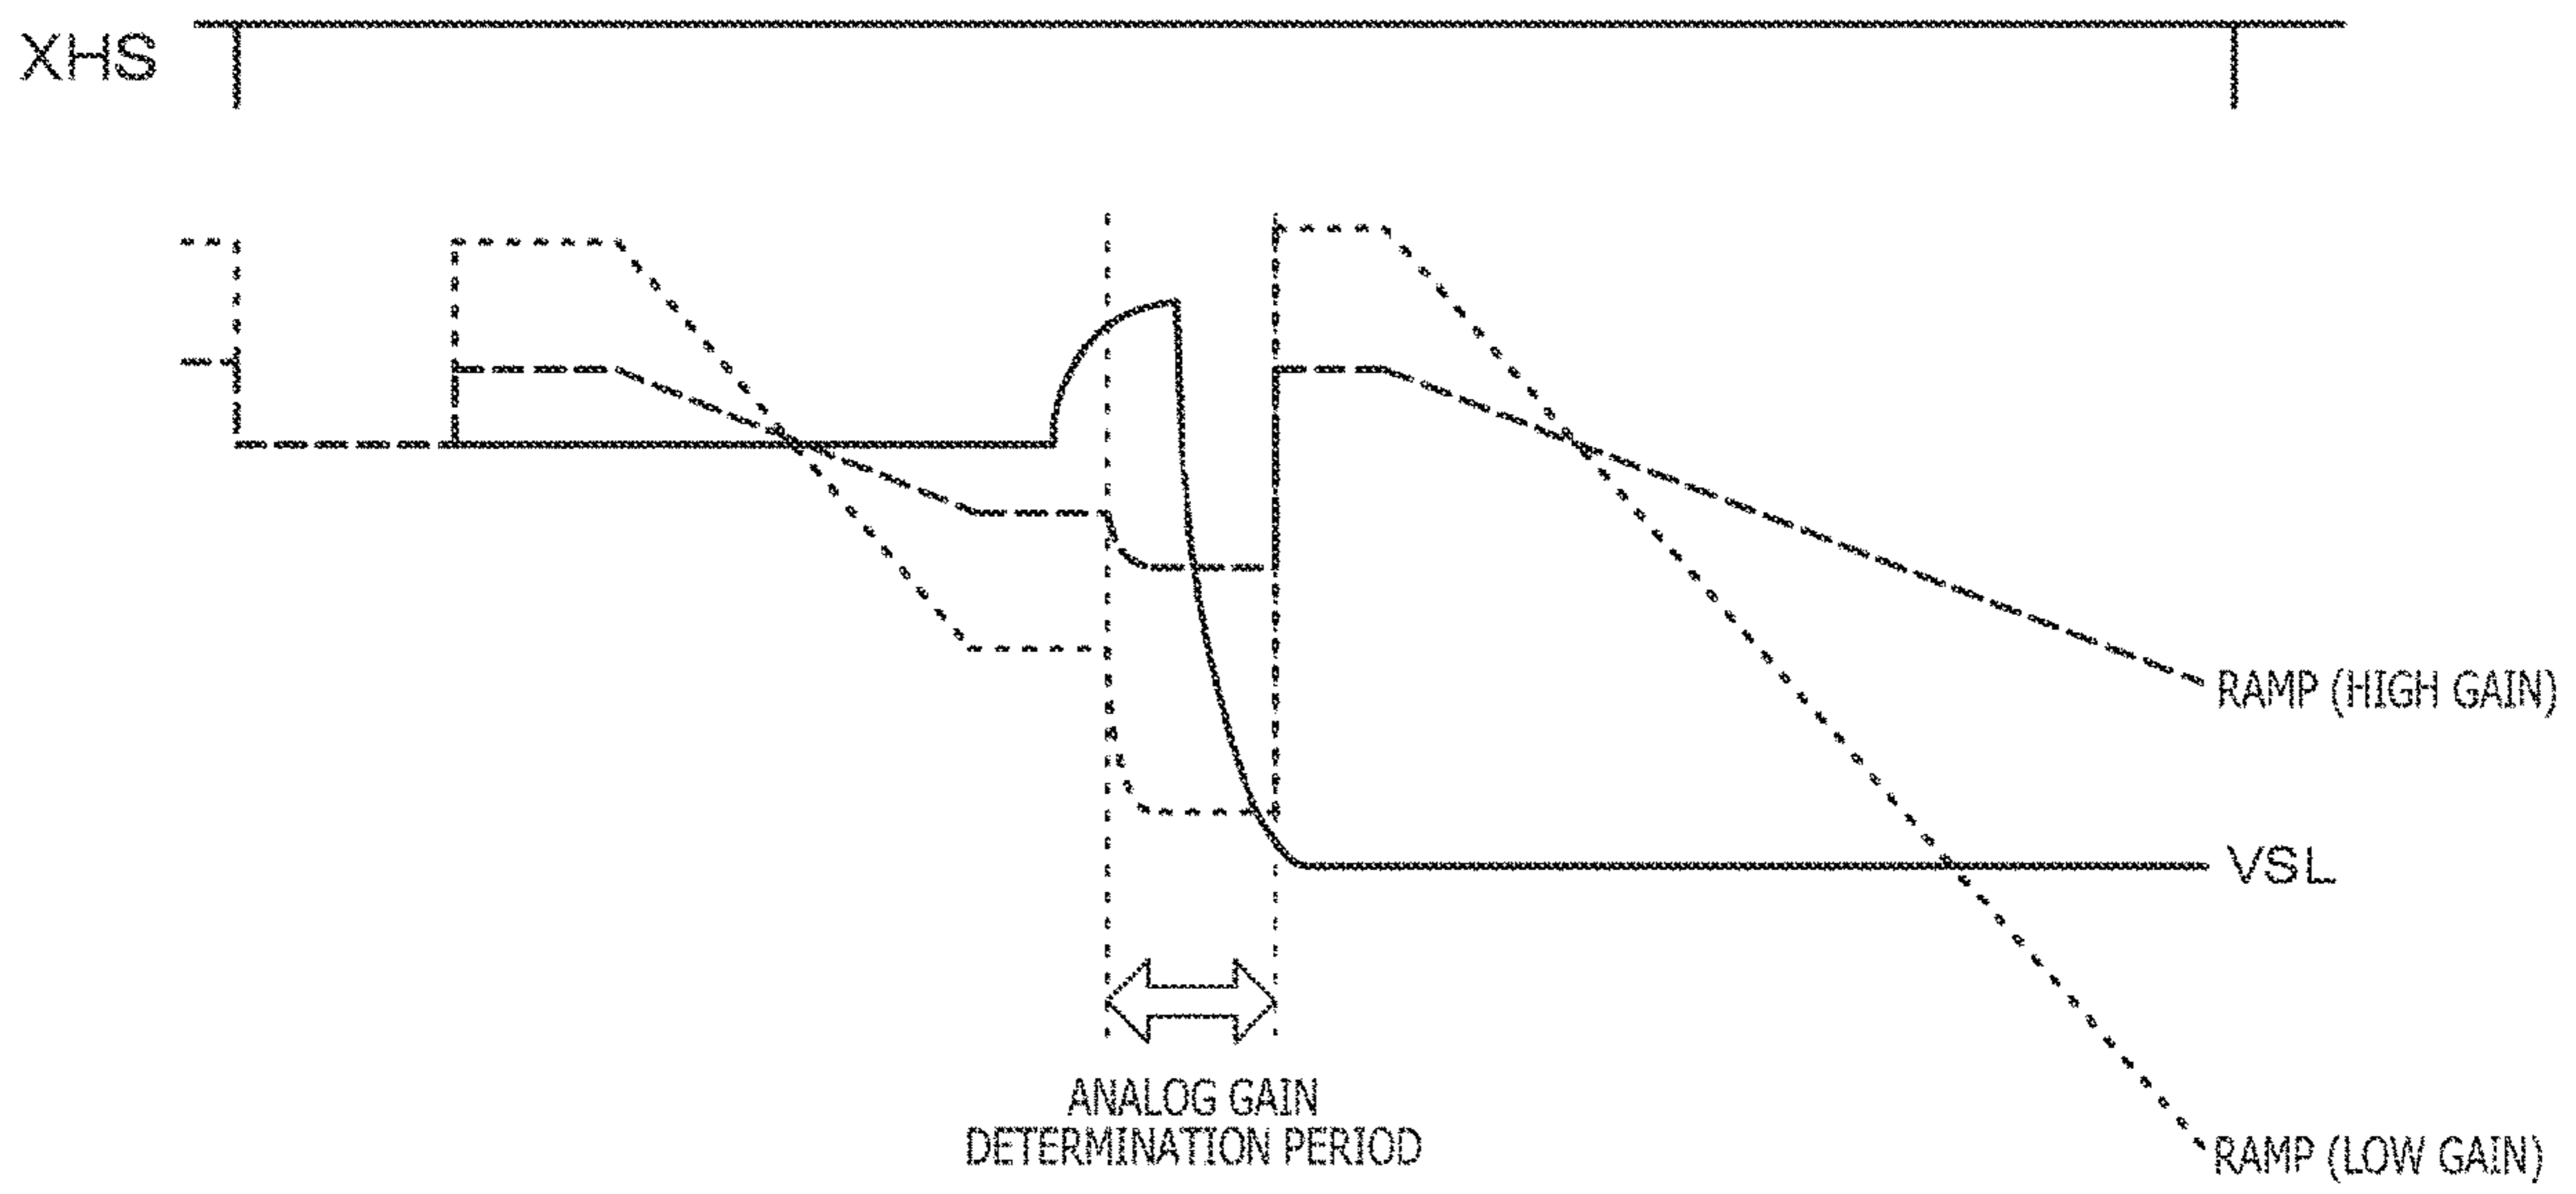 XHS
RAMP (HIGH GAIN)
VSL
ANALOG GAIN
DETERMINATION PERIOD
RAMP (LOW GAIN)